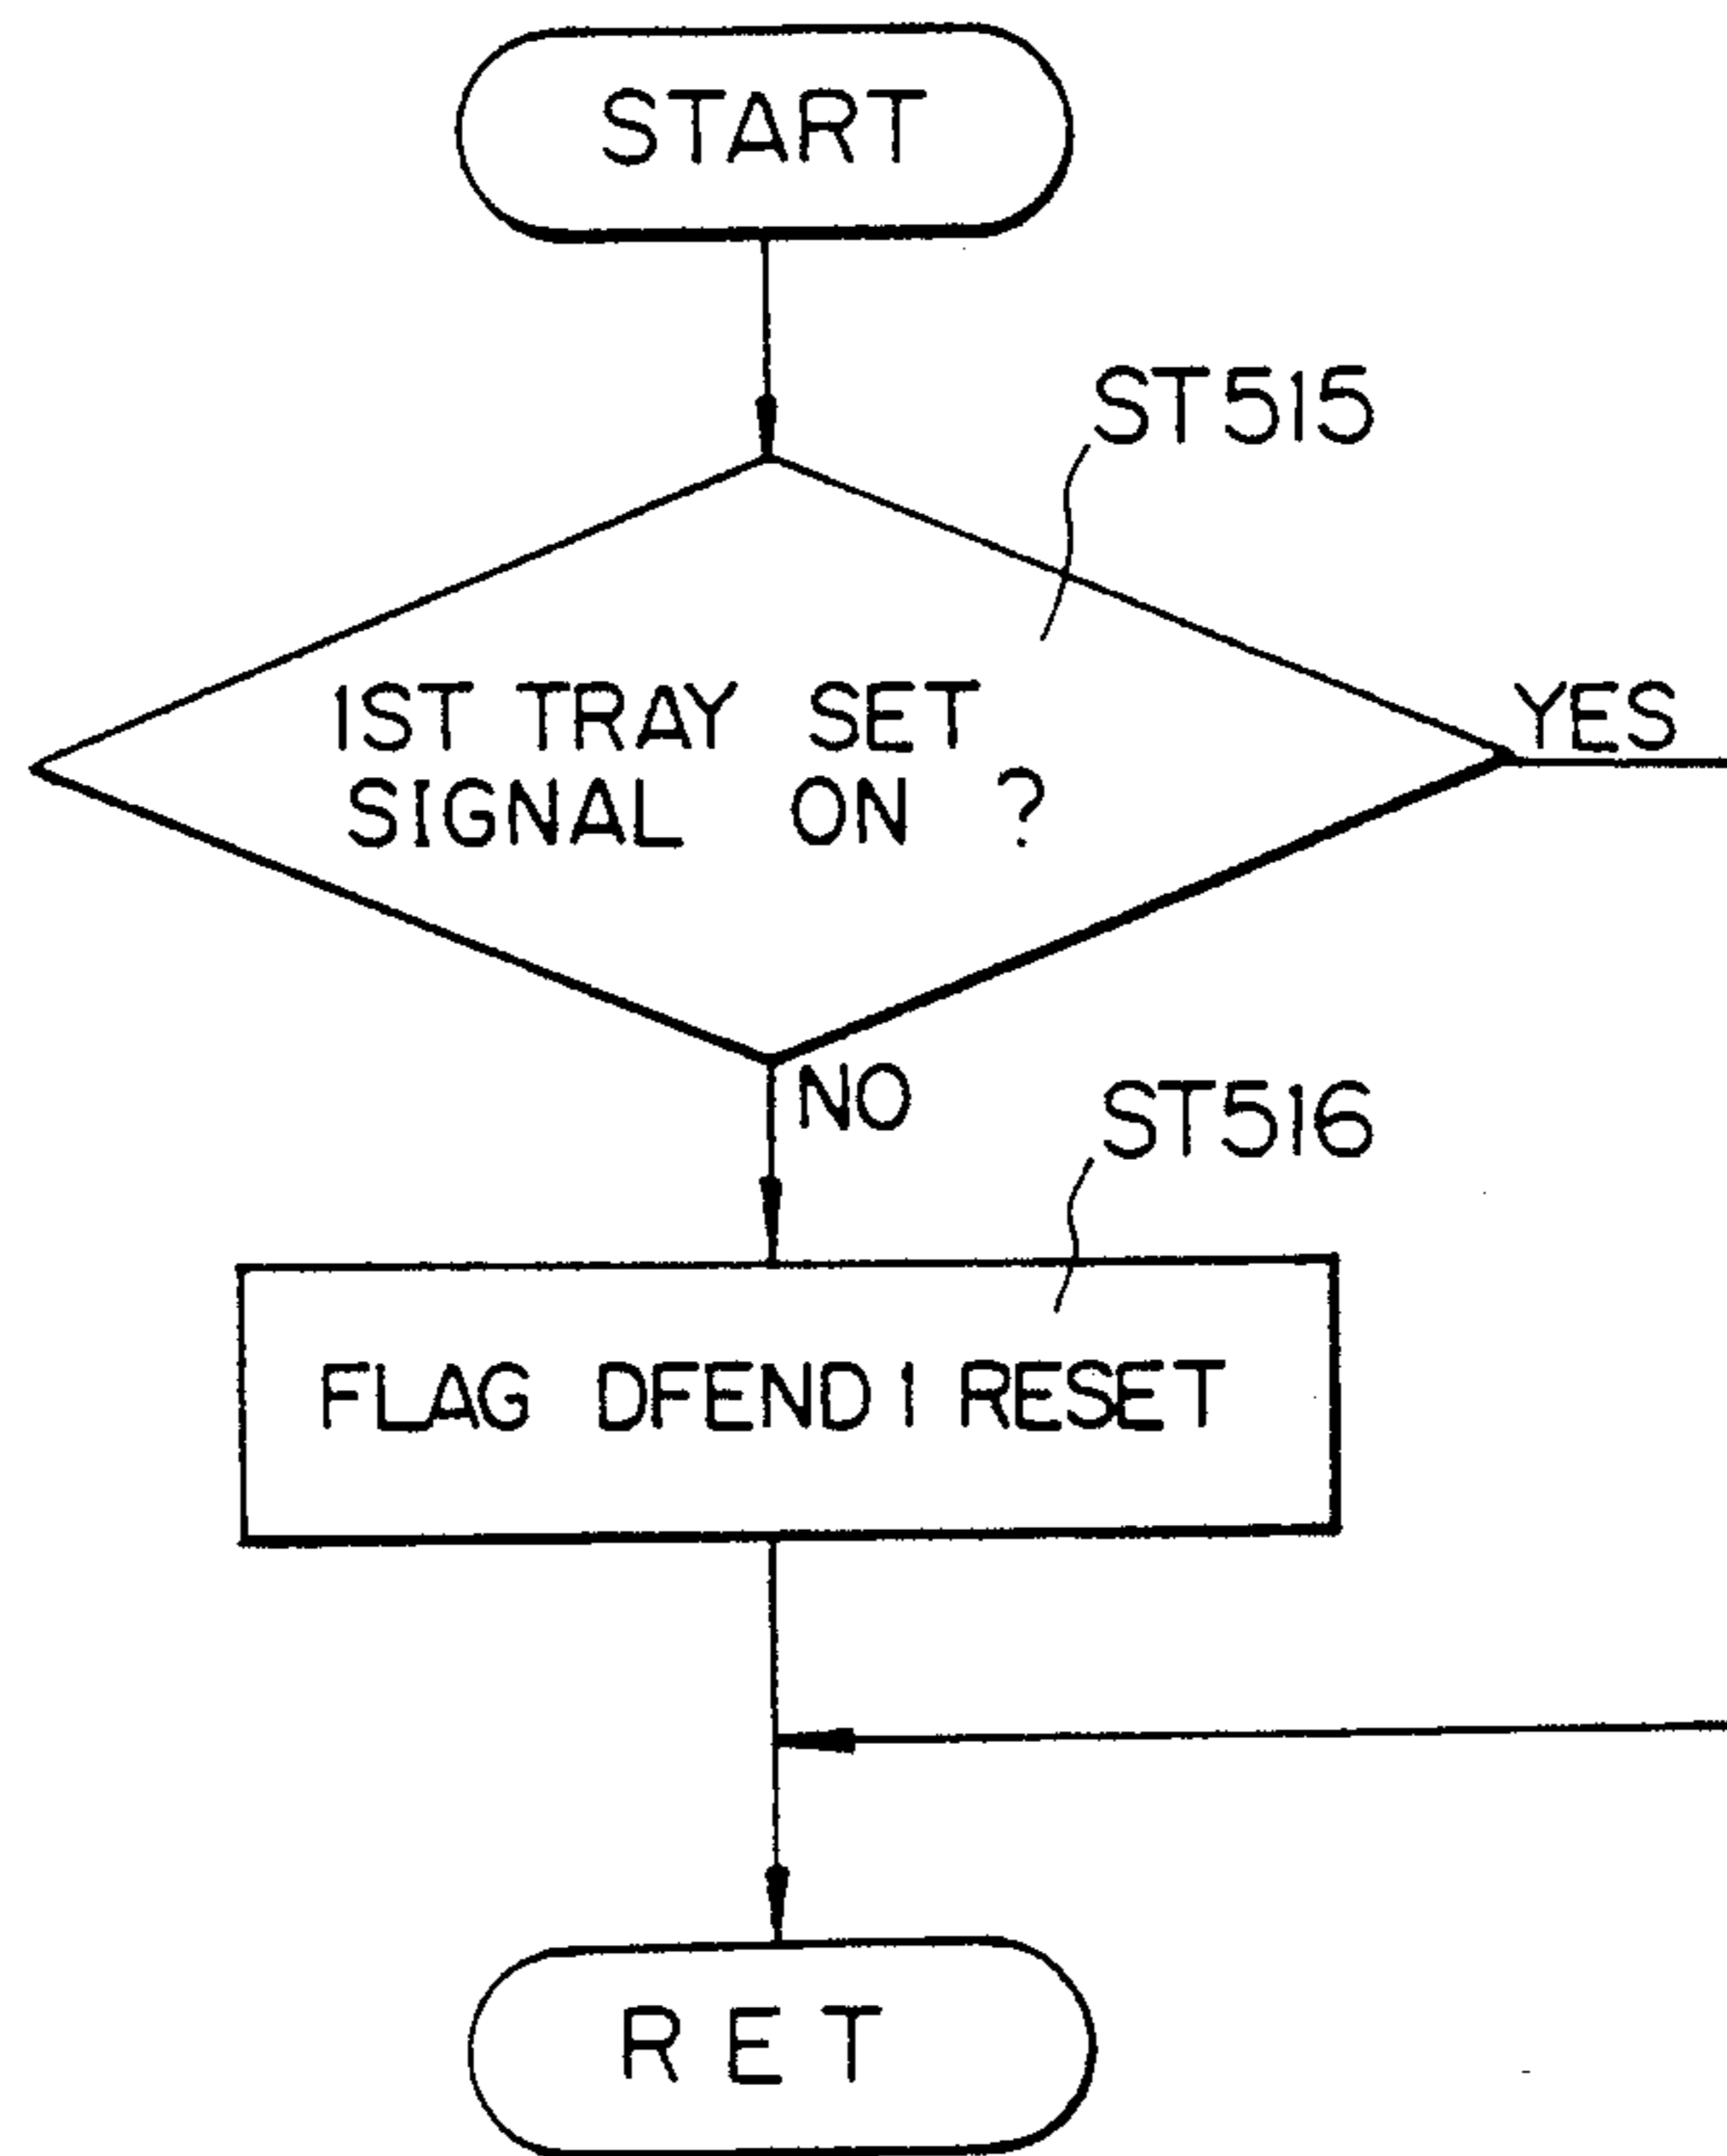 START
ST515
1ST TRAY SET
SIGNAL ON ?
YES
NO
ST516
FLAG DFEND1 RESET
RET